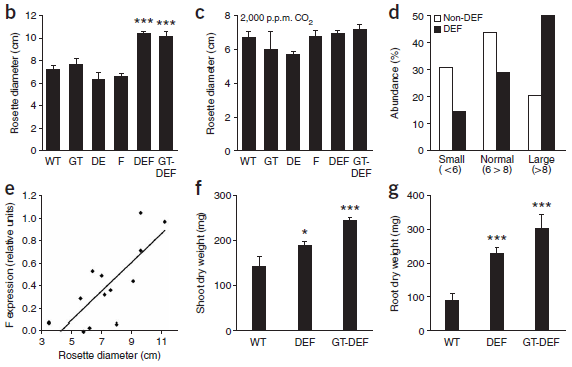 b
12
10
8
6
4
2
0
Rosette diameter (cm)
*** ***
WT GT DE F DEF GT-
DEF
c
8
6
4
2
0
Rosette diameter (cm)
2,000 p.p.m. CO2
WT GT DE F DEF GT-
DEF
d
50
40
30
20
10
0
Abundance (%)
Non-DEF
DEF
Small Normal Large
(<6) (6>8) (>8)
e
1.2
1.0
0.8
0.6
0.4
0.2
0.0
F expression (relative units)
3 5 7 9 11
Rosette diameter (cm)
f
300
200
100
0
Shoot dry weight (mg)
*
***
WT DEF GT-DEF
g
400
300
200
100
0
Root dry weight (mg)
***
***
WT DEF GT-DEF